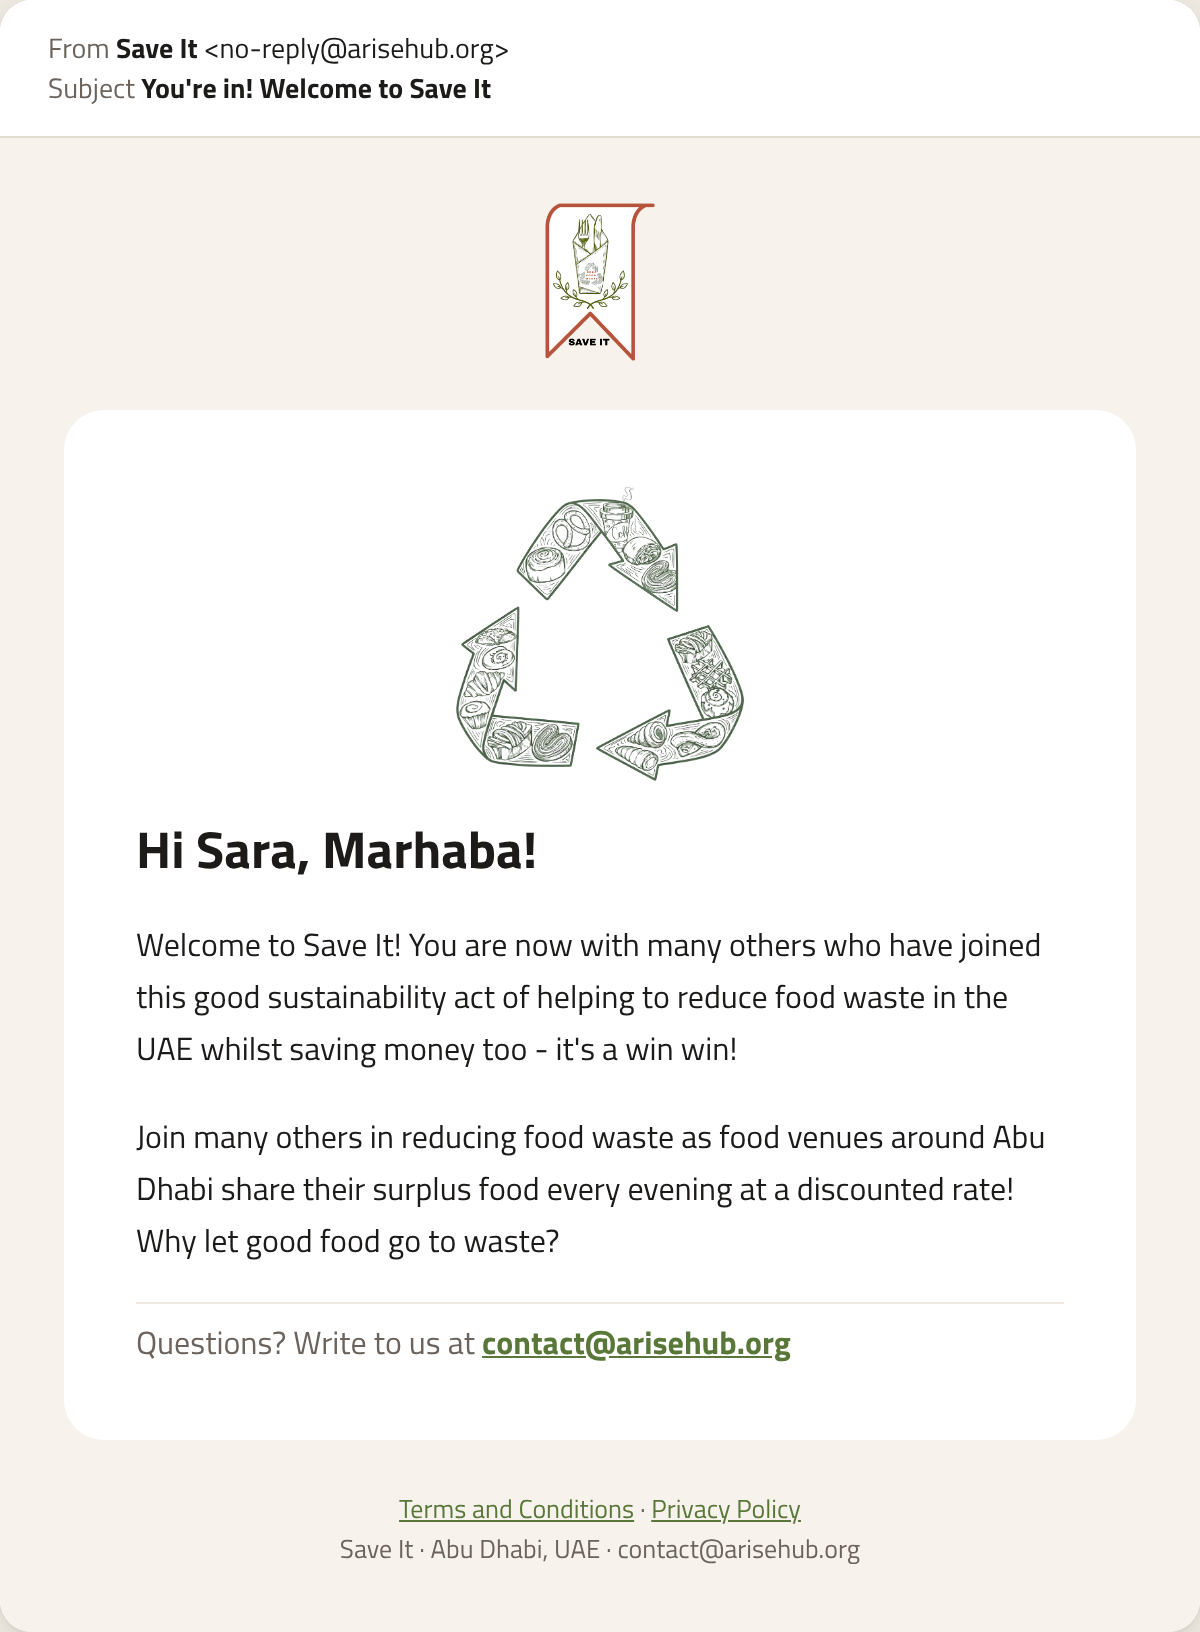 From Save It <no-reply@arisehub.org>
Subject You're in! Welcome to Save It
SAVE IT
Hi Sara, Marhaba!
Welcome to Save It! You are now with many others who have joined
this good sustainability act of helping to reduce food waste in the
UAE whilst saving money too - it's a win win!
Join many others in reducing food waste as food venues around Abu
Dhabi share their surplus food every evening at a discounted rate!
Why let good food go to waste?
Questions? Write to us at contact@arisehub.org
Terms and Conditions · Privacy Policy
Save It · Abu Dhabi, UAE · contact@arisehub.org